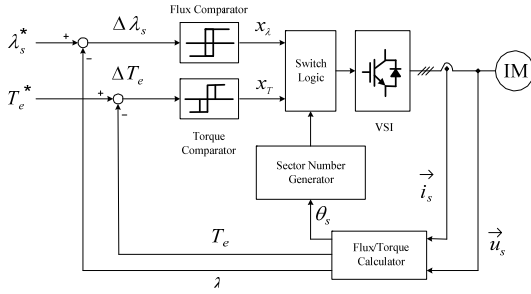 Flux Comparator
λs*
+
−
Δλs
xλ
Te*
+
−
ΔTe
xT
Torque
Comparator
Switch
Logic
VSI
IM
Sector Number
Generator
θs
is
us
Te
Flux/Torque
Calculator
λ